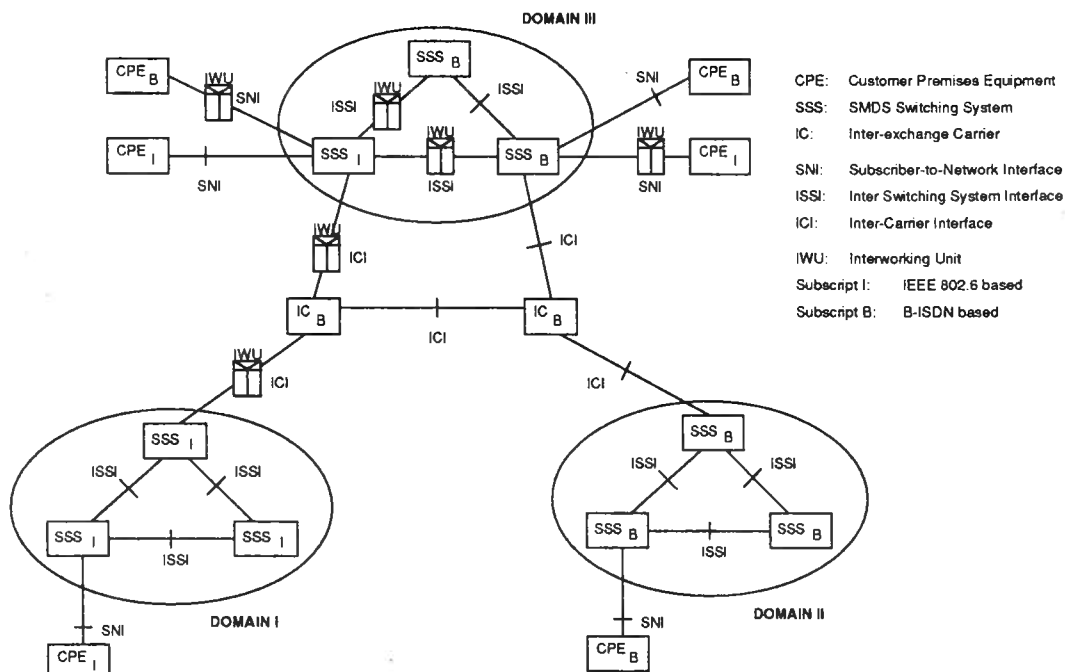 DOMAIN III
SSS B
CPE B
IWU
SNI
ISSI
IWU
ISSI
SNI
CPE B
CPE I
SNI
SSS I
IWU
ISSI
SSS B
IWU
SNI
CPE I
CPE: Customer Premises Equipment
SSS: SMDS Switching System
IC: Inter-exchange Carrier
SNI: Subscriber-to-Network Interface
ISSI: Inter Switching System Interface
ICI: Inter-Carrier Interface
IWU: Interworking Unit
Subscript I: IEEE 802.6 based
Subscript B: B-ISDN based
IWU
ICI
ICI
IC B
ICI
IC B
IWU
ICI
ICI
SSS I
ISSI
ISSI
SSS I
ISSI
SSS I
DOMAIN I
SNI
CPE I
SSS B
ISSI
ISSI
SSS B
ISSI
SSS B
DOMAIN II
SNI
CPE B